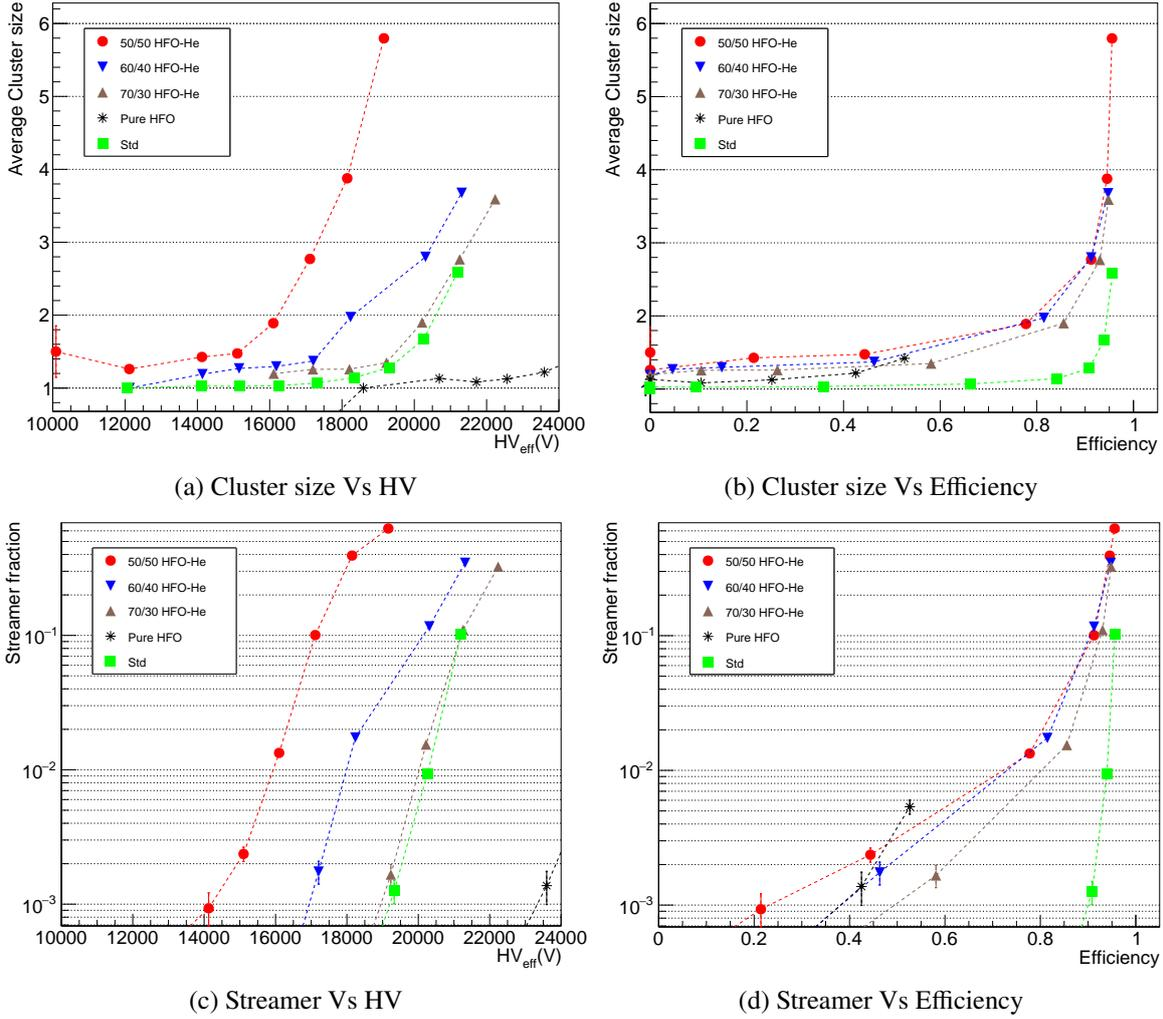 Average Cluster size
6
5
4
3
2
1
50/50 HFO-He
60/40 HFO-He
70/30 HFO-He
Pure HFO
Std
10000 12000 14000 16000 18000 20000 22000 24000
HVeff(V)
(a) Cluster size Vs HV
Average Cluster size
6
5
4
3
2
1
50/50 HFO-He
60/40 HFO-He
70/30 HFO-He
Pure HFO
Std
0 0.2 0.4 0.6 0.8 1
Efficiency
(b) Cluster size Vs Efficiency
Streamer fraction
10−1
10−2
10−3
50/50 HFO-He
60/40 HFO-He
70/30 HFO-He
Pure HFO
Std
10000 12000 14000 16000 18000 20000 22000 24000
HVeff(V)
(c) Streamer Vs HV
Streamer fraction
10−1
10−2
10−3
50/50 HFO-He
60/40 HFO-He
70/30 HFO-He
Pure HFO
Std
0 0.2 0.4 0.6 0.8 1
Efficiency
(d) Streamer Vs Efficiency